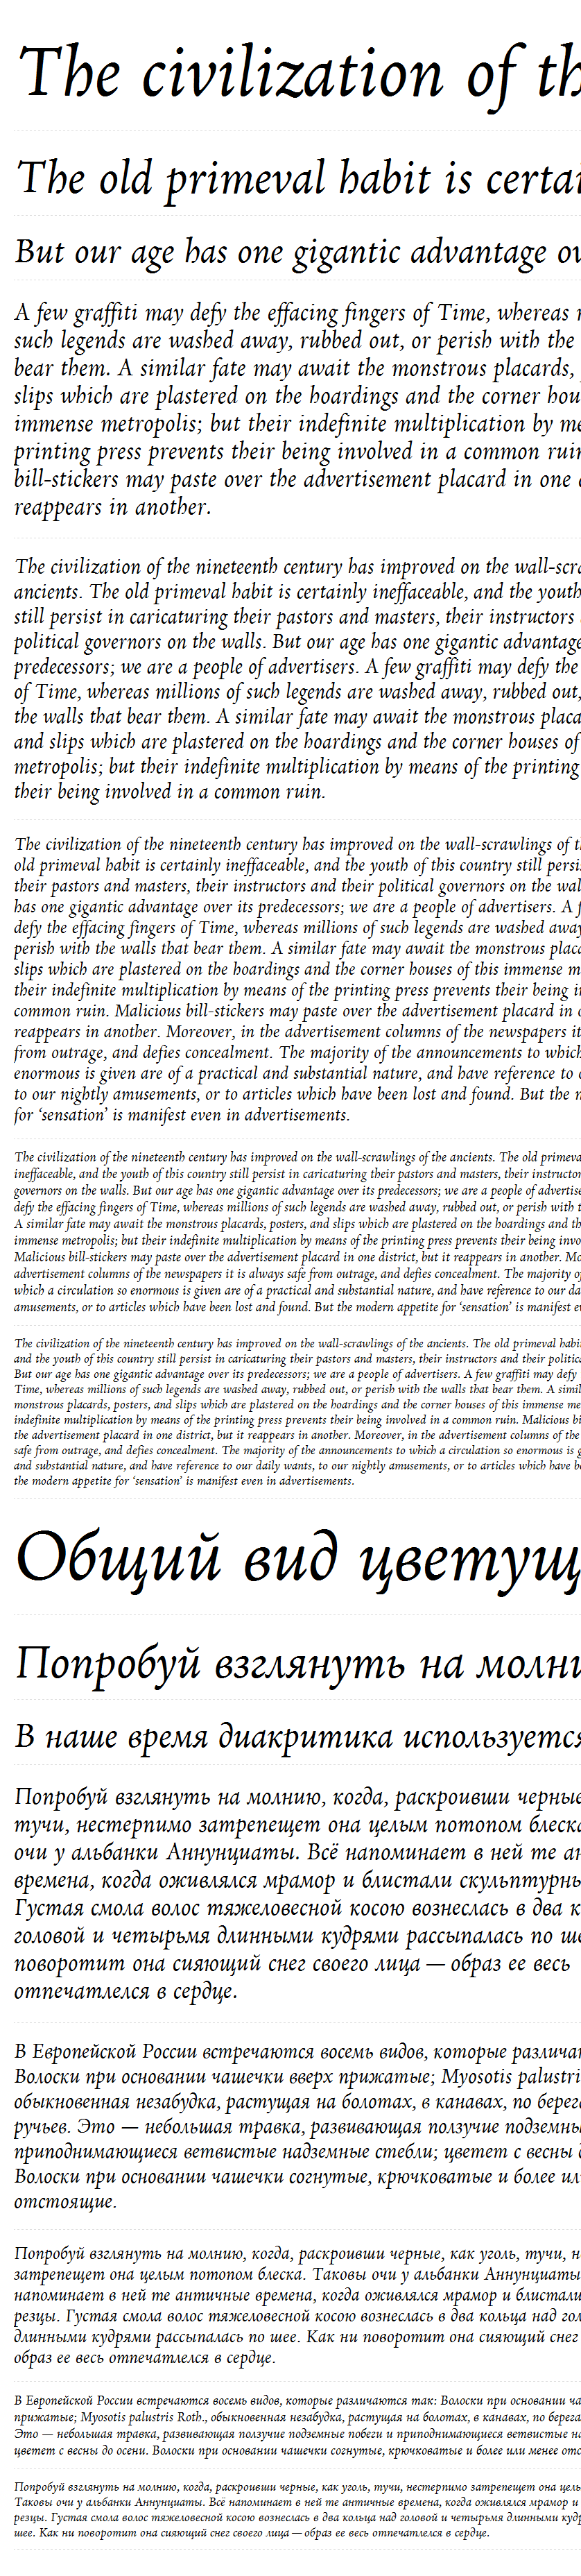 The civilization of th
The old primeval habit is certai
But our age has one gigantic advantage ov
A few graffiti may defy the effacing fingers of Time, whereas
such legends are washed away, rubbed out, or perish with the
bear them. A similar fate may await the monstrous placards,
slips which are plastered on the hoardings and the corner hou
immense metropolis; but their indefinite multiplication by me
printing press prevents their being involved in a common ruin
bill-stickers may paste over the advertisement placard in one
reappears in another.
The civilization of the nineteenth century has improved on the wall-scra
ancients. The old primeval habit is certainly ineffaceable, and the youth
still persist in caricaturing their pastors and masters, their instructors
political governors on the walls. But our age has one gigantic advantage
predecessors; we are a people of advertisers. A few graffiti may defy the
of Time, whereas millions of such legends are washed away, rubbed out,
the walls that bear them. A similar fate may await the monstrous placa
and slips which are plastered on the hoardings and the corner houses of
metropolis; but their indefinite multiplication by means of the printing
their being involved in a common ruin.
The civilization of the nineteenth century has improved on the wall-scrawlings of th
old primeval habit is certainly ineffaceable, and the youth of this country still persi
their pastors and masters, their instructors and their political governors on the wal
has one gigantic advantage over its predecessors; we are a people of advertisers. A f
defy the effacing fingers of Time, whereas millions of such legends are washed away
perish with the walls that bear them. A similar fate may await the monstrous placa
slips which are plastered on the hoardings and the corner houses of this immense m
their indefinite multiplication by means of the printing press prevents their being in
common ruin. Malicious bill-stickers may paste over the advertisement placard in o
reappears in another. Moreover, in the advertisement columns of the newspapers it
from outrage, and defies concealment. The majority of the announcements to which
enormous is given are of a practical and substantial nature, and have reference to
to our nightly amusements, or to articles which have been lost and found. But the m
for ‘sensation’ is manifest even in advertisements.
The civilization of the nineteenth century has improved on the wall-scrawlings of the ancients. The old primeva
ineffaceable, and the youth of this country still persist in caricaturing their pastors and masters, their instructor
governors on the walls. But our age has one gigantic advantage over its predecessors; we are a people of advertise
defy the effacing fingers of Time, whereas millions of such legends are washed away, rubbed out, or perish with t
A similar fate may await the monstrous placards, posters, and slips which are plastered on the hoardings and th
immense metropolis; but their indefinite multiplication by means of the printing press prevents their being invo
Malicious bill-stickers may paste over the advertisement placard in one district, but it reappears in another. Mo
advertisement columns of the newspapers it is always safe from outrage, and defies concealment. The majority of
which a circulation so enormous is given are of a practical and substantial nature, and have reference to our da
amusements, or to articles which have been lost and found. But the modern appetite for ‘sensation’ is manifest ev
The civilization of the nineteenth century has improved on the wall-scrawlings of the ancients. The old primeval habi
and the youth of this country still persist in caricaturing their pastors and masters, their instructors and their politica
But our age has one gigantic advantage over its predecessors; we are a people of advertisers. A few graffiti may defy
Time, whereas millions of such legends are washed away, rubbed out, or perish with the walls that bear them. A simil
monstrous placards, posters, and slips which are plastered on the hoardings and the corner houses of this immense me
indefinite multiplication by means of the printing press prevents their being involved in a common ruin. Malicious bi
the advertisement placard in one district, but it reappears in another. Moreover, in the advertisement columns of the
safe from outrage, and defies concealment. The majority of the announcements to which a circulation so enormous is g
and substantial nature, and have reference to our daily wants, to our nightly amusements, or to articles which have be
the modern appetite for ‘sensation’ is manifest even in advertisements.
Общий вид цветущ
Попробуй взглянуть на молни
В наше время диакритика используется
Попробуй взглянуть на молнию, когда, раскроивши черные
тучи, нестерпимо затрепещет она целым потопом блеска
очи у альбанки Аннунциаты. Всё напоминает в ней те ан
времена, когда оживлялся мрамор и блистали скульптурны
Густая смола волос тяжеловесной косою вознеслась в два к
головой и четырьмя длинными кудрями рассыпалась по ше
поворотит она сияющий снег своего лица — образ ее весь
отпечатлелся в сердце.
В Европейской России встречаются восемь видов, которые различаю
Волоски при основании чашечки вверх прижатые; Myosotis palustri
обыкновенная незабудка, растущая на болотах, в канавах, по берега
ручьев. Это — небольшая травка, развивающая ползучие подземны
приподнимающиеся ветвистые надземные стебли; цветет с весны д
Волоски при основании чашечки согнутые, крючковатые и более ил
отстоящие.
Попробуй взглянуть на молнию, когда, раскроивши черные, как уголь, тучи, н
затрепещет она целым потопом блеска. Таковы очи у альбанки Аннунциаты
напоминает в ней те античные времена, когда оживлялся мрамор и блистали
резцы. Густая смола волос тяжеловесной косою вознеслась в два кольца над гол
длинными кудрями рассыпалась по шее. Как ни поворотит она сияющий снег
образ ее весь отпечатлелся в сердце.
В Европейской России встречаются восемь видов, которые различаются так: Волоски при основании ча
прижатые; Myosotis palustris Roth., обыкновенная незабудка, растущая на болотах, в канавах, по берега
Это — небольшая травка, развивающая ползучие подземные побеги и приподнимающиеся ветвистые на
цветет с весны до осени. Волоски при основании чашечки согнутые, крючковатые и более или менее отс
Попробуй взглянуть на молнию, когда, раскроивши черные, как уголь, тучи, нестерпимо затрепещет она цель
Таковы очи у альбанки Аннунциаты. Всё напоминает в ней те античные времена, когда оживлялся мрамор и
резцы. Густая смола волос тяжеловесной косою вознеслась в два кольца над головой и четырьмя длинными кудр
шее. Как ни поворотит она сияющий снег своего лица — образ ее весь отпечатлелся в сердце.